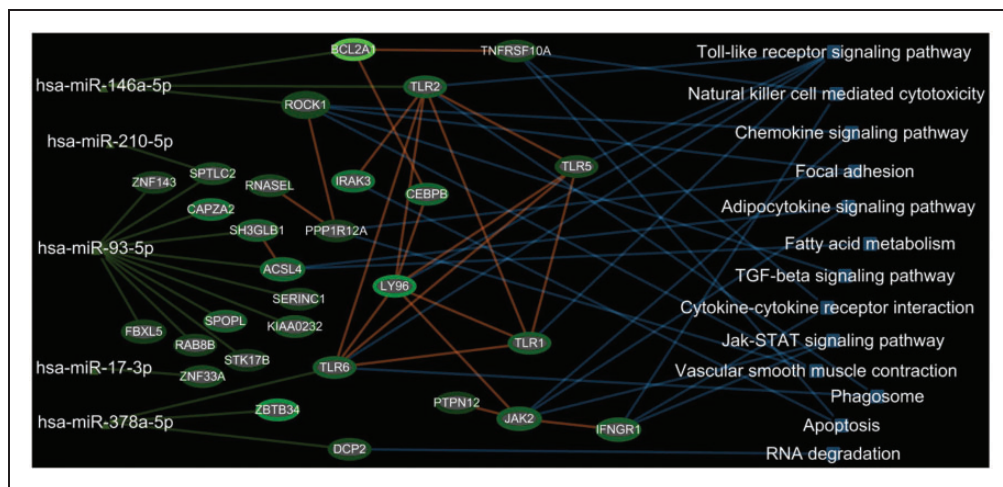 BCL2A1
TNFRSF10A
Toll-like receptor signaling pathway
hsa-miR-146a-5p
TLR2
Natural killer cell mediated cytotoxicity
ROCK1
Chemokine signaling pathway
hsa-miR-210-5p
TLR5
Focal adhesion
SPTLC2
ZNF143
RNASEL
IRAK3
CEBPB
Adipocytokine signaling pathway
CAPZA2
SH3GLB1
PPP1R12A
hsa-miR-93-5p
Fatty acid metabolism
ACSL4
TGF-beta signaling pathway
LY96
SERINC1
Cytokine-cytokine receptor interaction
SPOPL
KIAA0232
FBXL5
RAB8B
TLR1
Jak-STAT signaling pathway
STK17B
hsa-miR-17-3p
ZNF33A
TLR6
Vascular smooth muscle contraction
Phagosome
PTPN12
ZBTB34
JAK2
hsa-miR-378a-5p
IFNGR1
Apoptosis
DCP2
RNA degradation